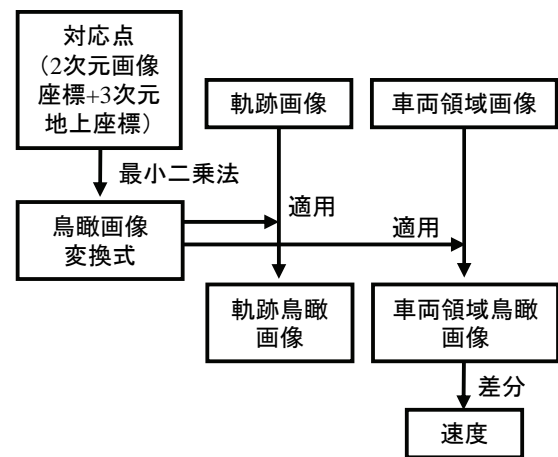 対応点
（2次元画像
座標+3次元
地上座標）
軌跡画像
車両領域画像
最小二乗法
適用
適用
鳥瞰画像
変換式
軌跡鳥瞰
画像
車両領域鳥瞰
画像
差分
速度